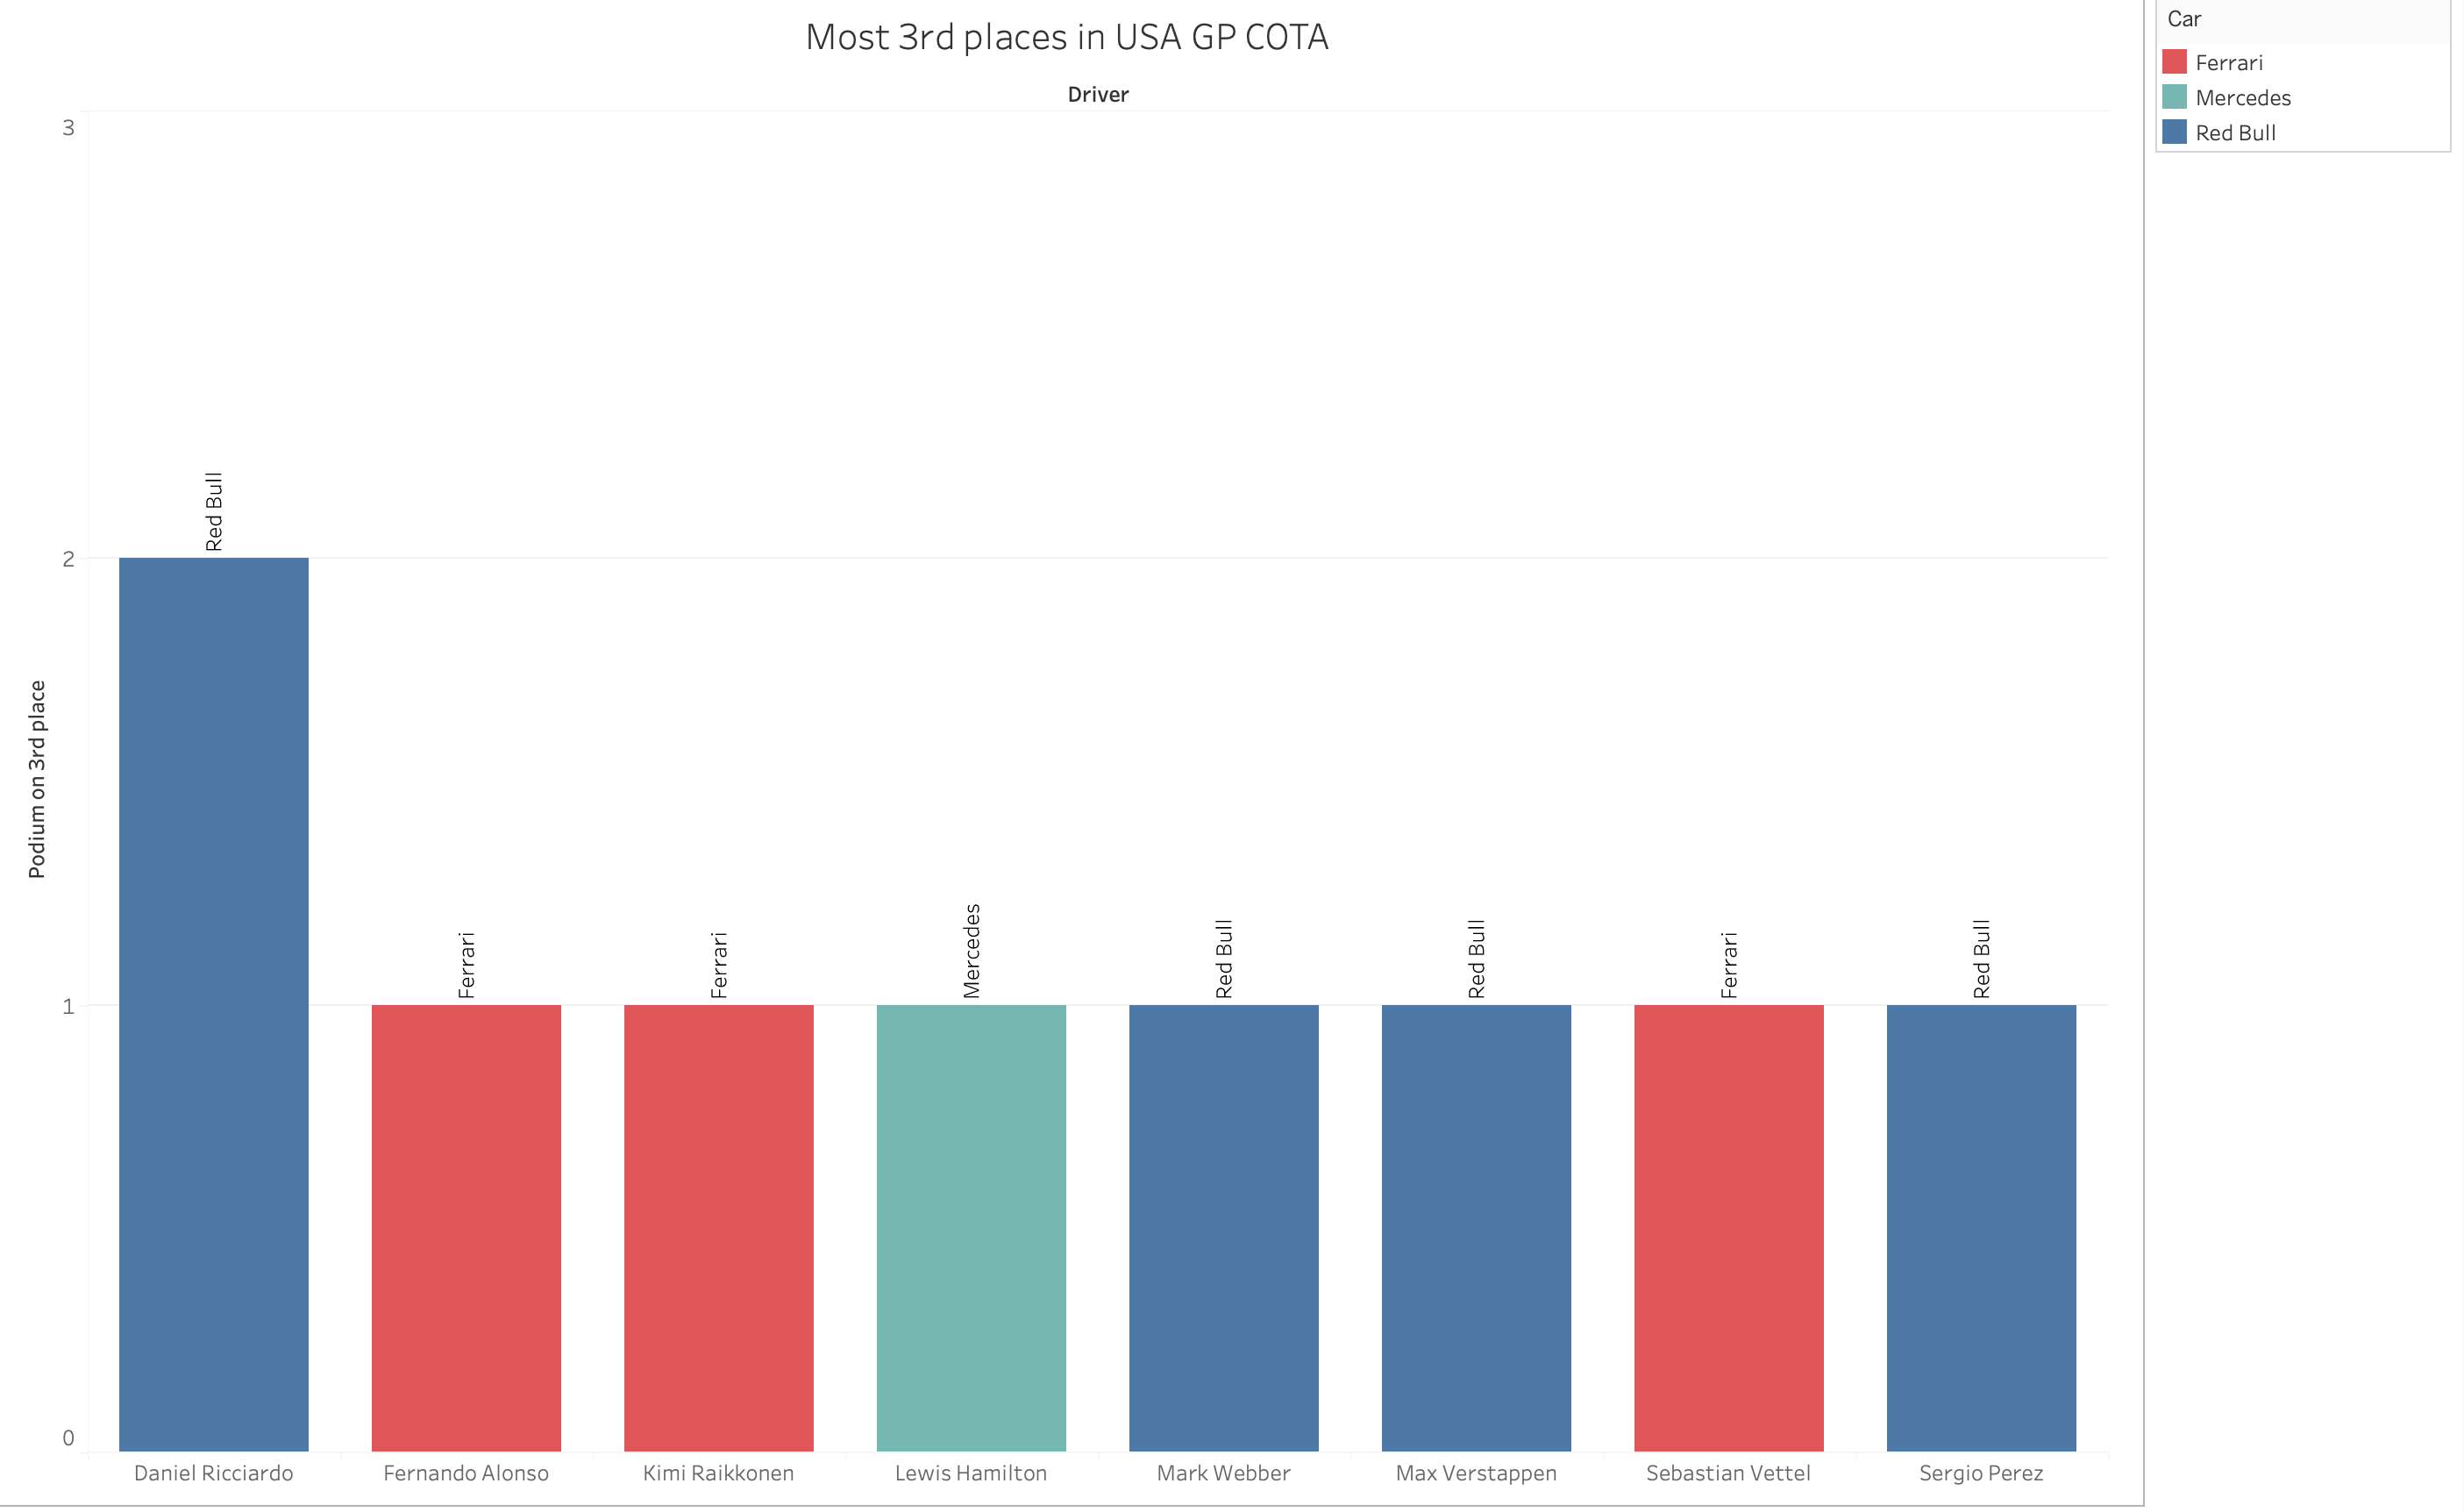 Most 3rd places in USA GP COTA
Driver
Podium on 3rd place
3
2
1
0
Red Bull
Ferrari
Ferrari
Mercedes
Red Bull
Red Bull
Ferrari
Red Bull
Daniel Ricciardo
Fernando Alonso
Kimi Raikkonen
Lewis Hamilton
Mark Webber
Max Verstappen
Sebastian Vettel
Sergio Perez
Car
Ferrari
Mercedes
Red Bull